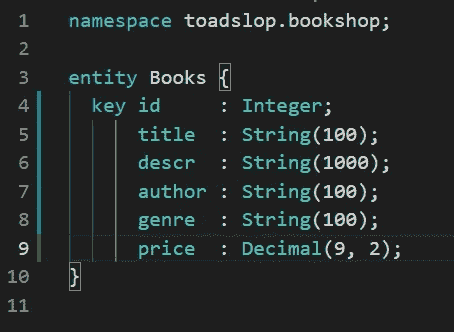 1 namespace toadslop.bookshop;
2
3 entity Books {
4 key id : Integer;
5 title : String(100);
6 descr : String(1000);
7 author : String(100);
8 genre : String(100);
9 price : Decimal(9, 2);
10 }
11